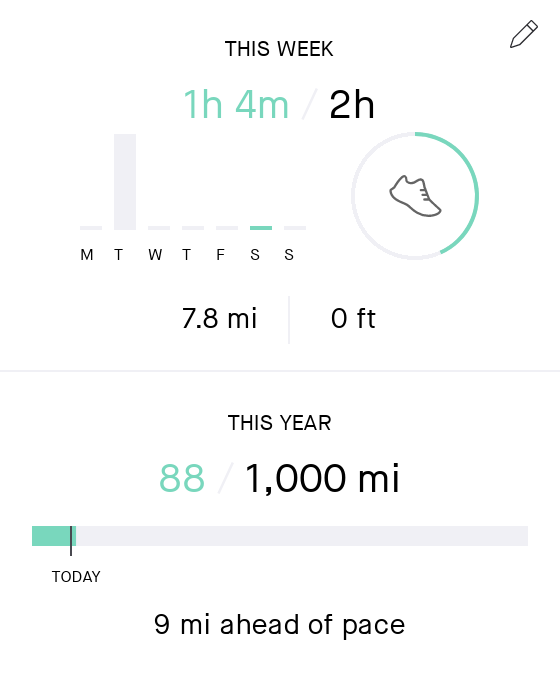 THIS WEEK
1h 4m / 2h
M T W T F S S
7.8 mi 0 ft
THIS YEAR
88 / 1,000 mi
TODAY
9 mi ahead of pace